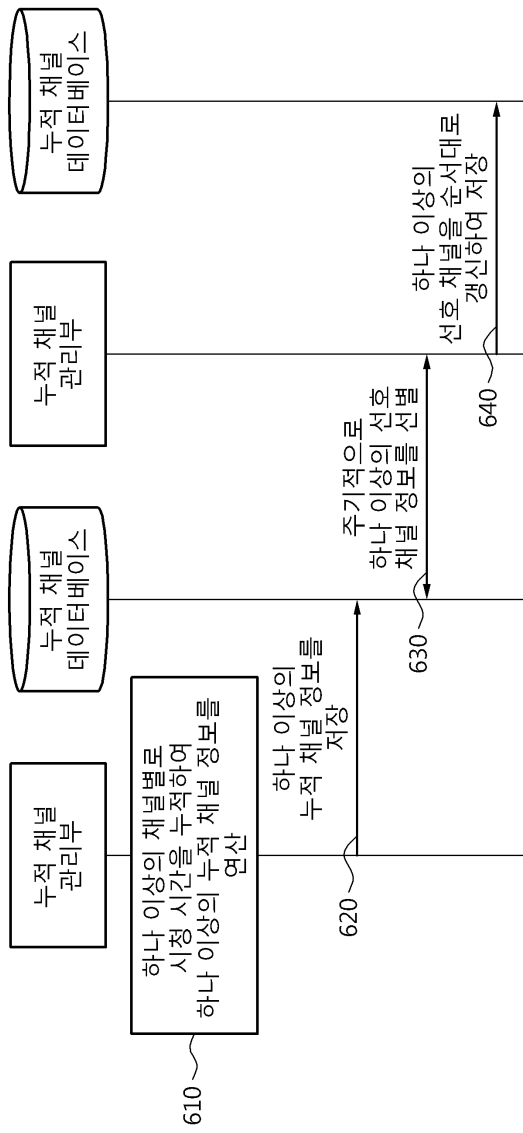 누적 채널
관리부
누적 채널
데이터베이스
누적 채널
관리부
누적 채널
데이터베이스
하나 이상의 채널별로
시청 시간을 누적하여
하나 이상의 누적 채널 정보를
연산
610
하나 이상의
누적 채널 정보를
저장
620
주기적으로
하나 이상의 선호
채널 정보를 선별
630
하나 이상의
선호 채널을 순서대로
갱신하여 저장
640